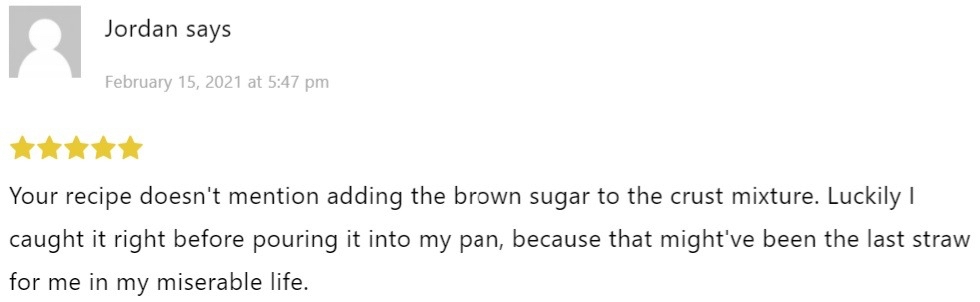 Jordan says
February 15, 2021 at 5:47 pm
Your recipe doesn't mention adding the brown sugar to the crust mixture. Luckily I
caught it right before pouring it into my pan, because that might've been the last straw
for me in my miserable life.